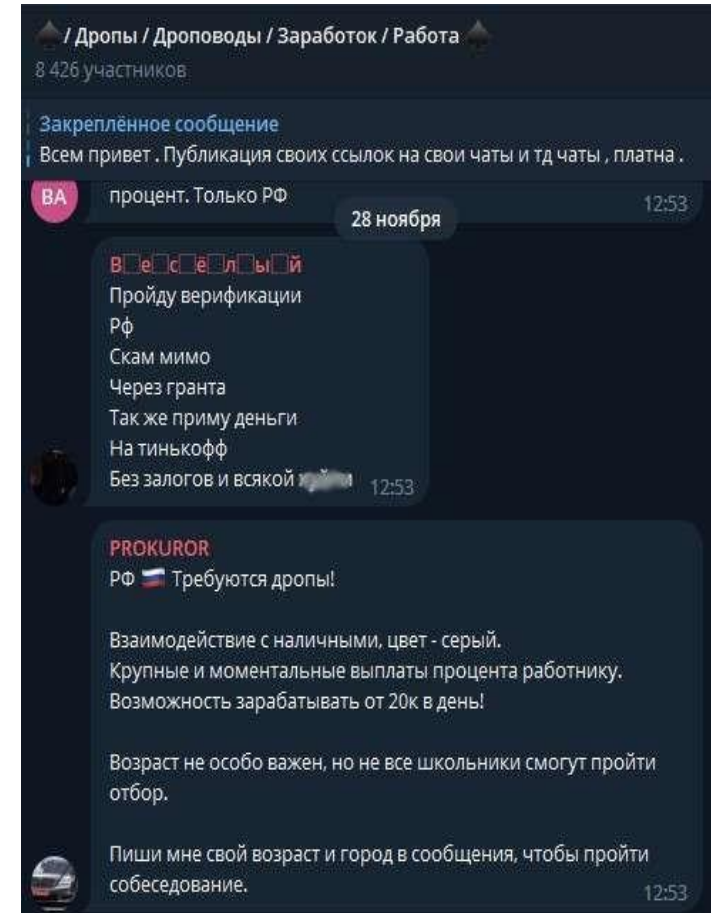 / Дропы / Дроповоды / Заработок / Работа
8 426 участников
Закреплённое сообщение
Всем привет . Публикация своих ссылок на свои чаты и тд чаты , платна .
ВА
процент. Только РФ 12:53
28 ноября
В□е□с□ё□л□ы□й
Пройду верификации
Рф
Скам мимо
Через гранта
Так же приму деньги
На тинькофф
Без залогов и всякой 12:53
PROKUROR
РФ 🇷🇺 Требуются дропы!
Взаимодействие с наличными, цвет - серый.
Крупные и моментальные выплаты процента работнику.
Возможность зарабатывать от 20к в день!
Возраст не особо важен, но не все школьники смогут пройти
отбор.
Пиши мне свой возраст и город в сообщения, чтобы пройти
собеседование. 12:53